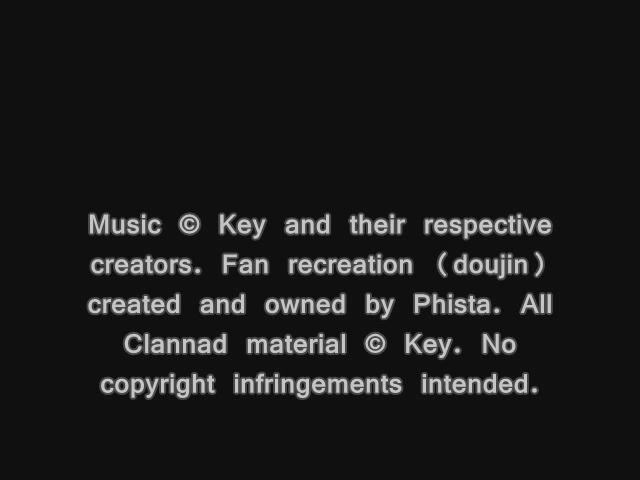 Music © Key and their respective
creators. Fan recreation (doujin)
created and owned by Phista. All
Clannad material © Key. No
copyright infringements intended.